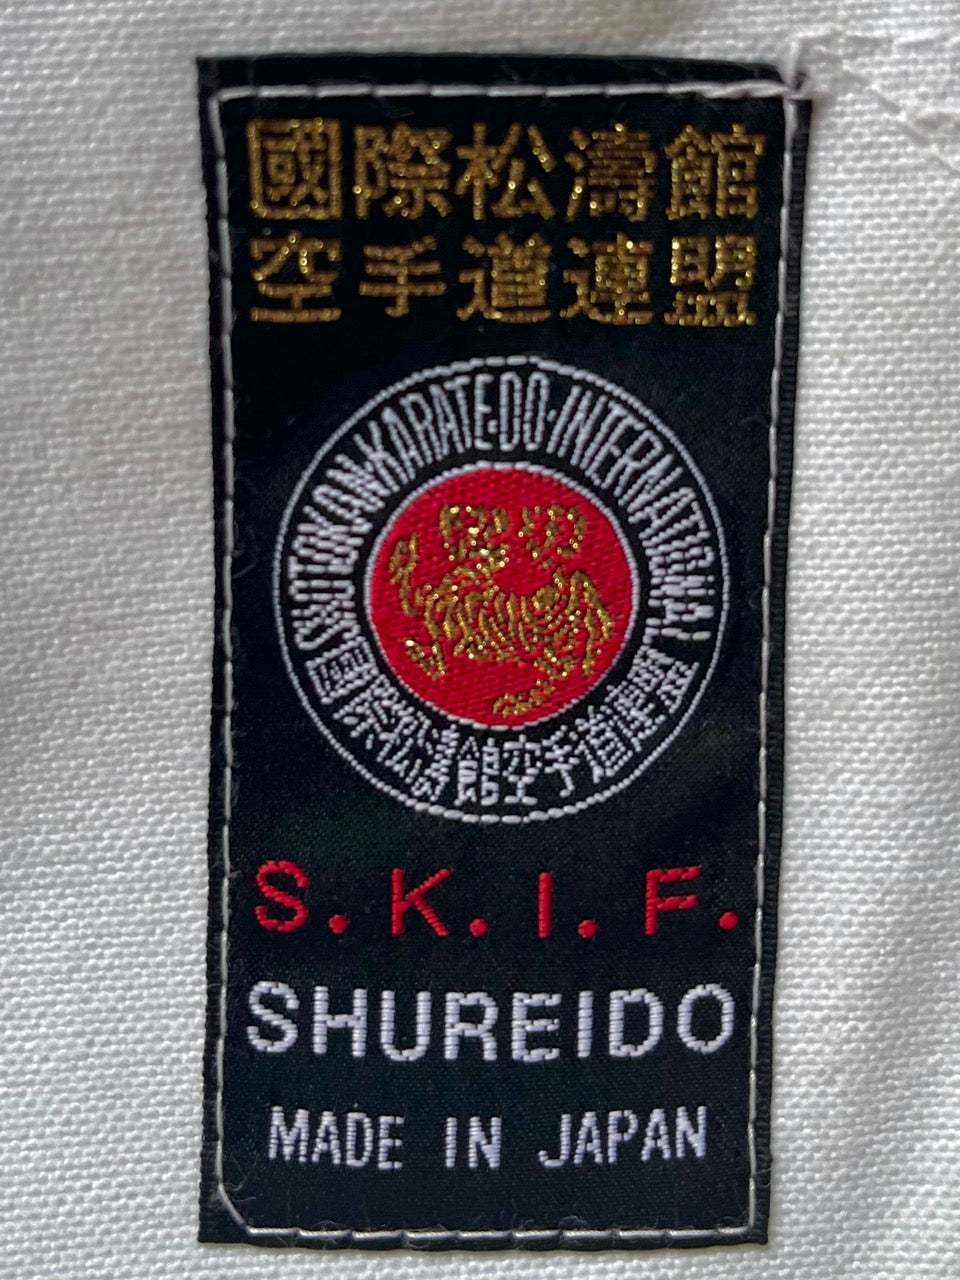 國際松濤館
空手道連盟
SHOTOKAN·KARATE·DO·INTERNATIONAL
國際松濤館空手道連盟
S.K.I.F.
SHUREIDO
MADE IN JAPAN